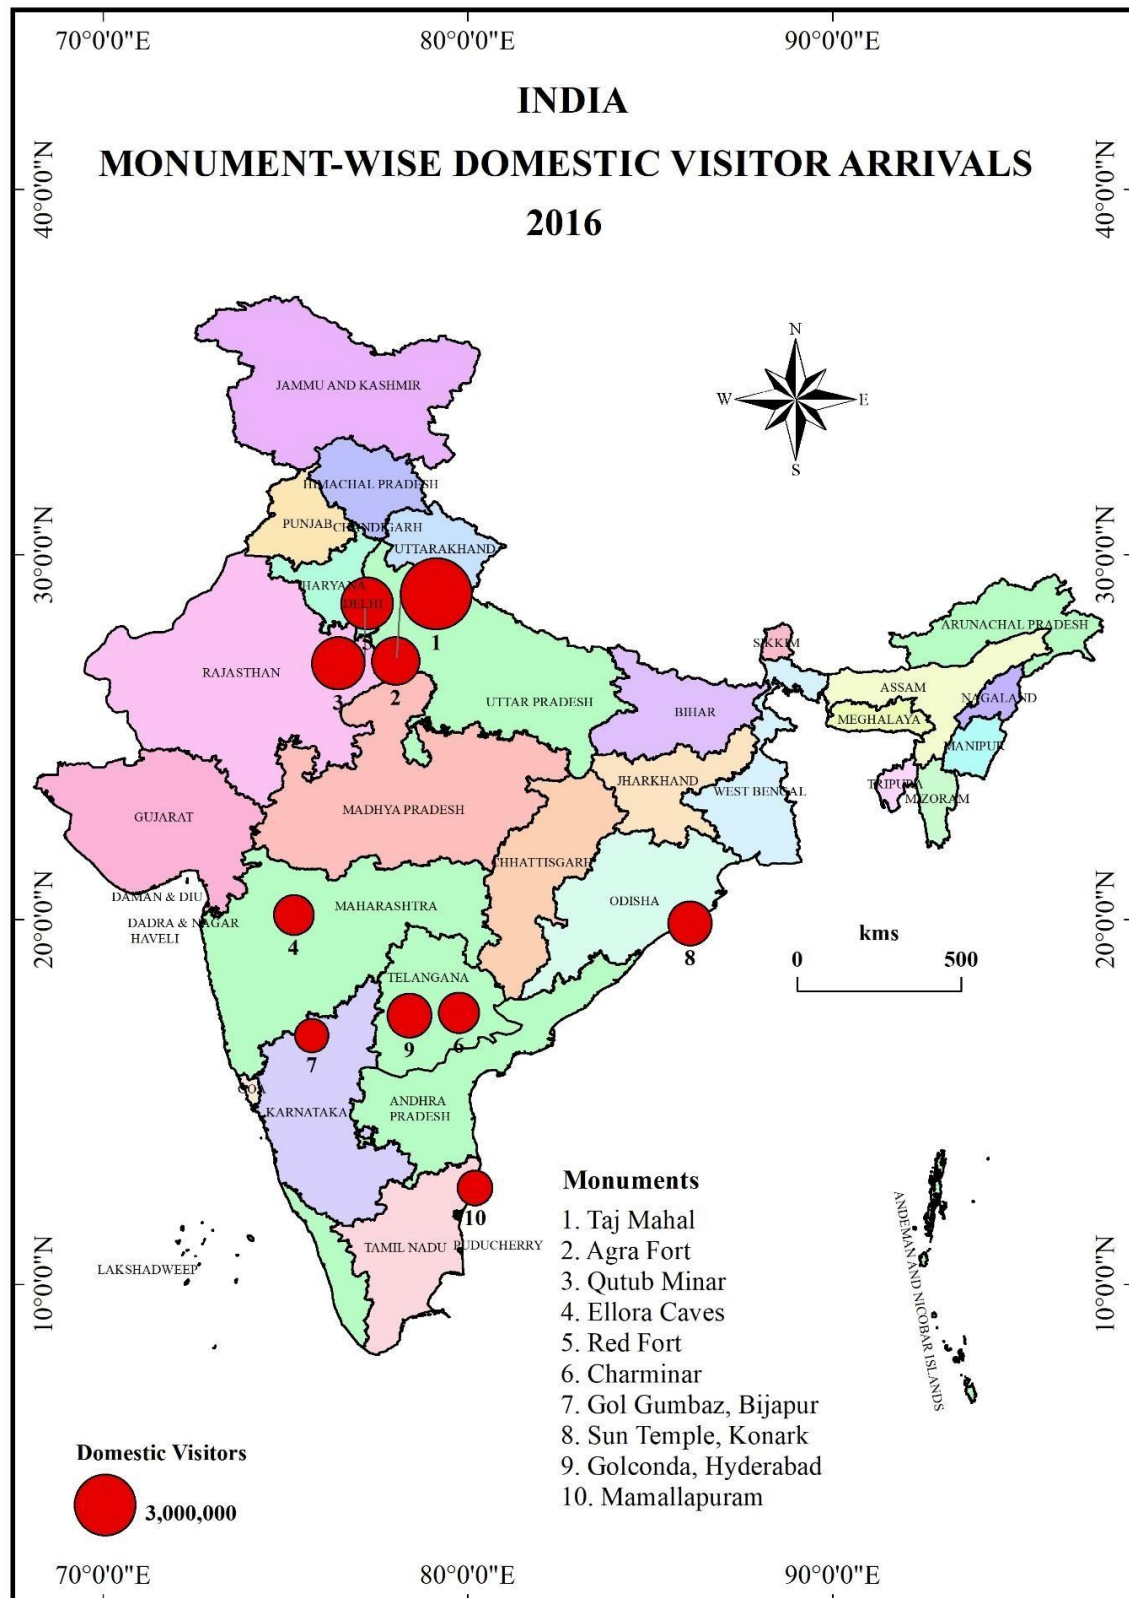 70°0'0"E
80°0'0"E
90°0'0"E
INDIA
MONUMENT-WISE DOMESTIC VISITOR ARRIVALS
2016
40°0'0"N
40°0'0"N
N
W
E
S
JAMMU AND KASHMIR
HIMACHAL PRADESH
PUNJAB
CHANDIGARH
UTTARAKHAND
30°0'0"N
30°0'0"N
HARYANA
DELHI
5
1
ARUNACHAL PRADESH
SIKKIM
RAJASTHAN
3
2
UTTAR PRADESH
BIHAR
ASSAM
NAGALAND
MEGHALAYA
MANIPUR
JHARKHAND
TRIPURA
MIZORAM
WEST BENGAL
GUJARAT
MADHYA PRADESH
CHHATTISGARH
DAMAN & DIU
DADRA & NAGAR
HAVELI
MAHARASHTRA
4
ODISHA
8
20°0'0"N
20°0'0"N
kms
0
500
TELANGANA
9
6
7
GOA
KARNATAKA
ANDHRA
PRADESH
10
TAMIL NADU
PUDUCHERRY
LAKSHADWEEP
10°0'0"N
10°0'0"N
ANDEMAN AND NICOBAR ISLANDS
Monuments
1. Taj Mahal
2. Agra Fort
3. Qutub Minar
4. Ellora Caves
5. Red Fort
6. Charminar
7. Gol Gumbaz, Bijapur
8. Sun Temple, Konark
9. Golconda, Hyderabad
10. Mamallapuram
Domestic Visitors
3,000,000
70°0'0"E
80°0'0"E
90°0'0"E